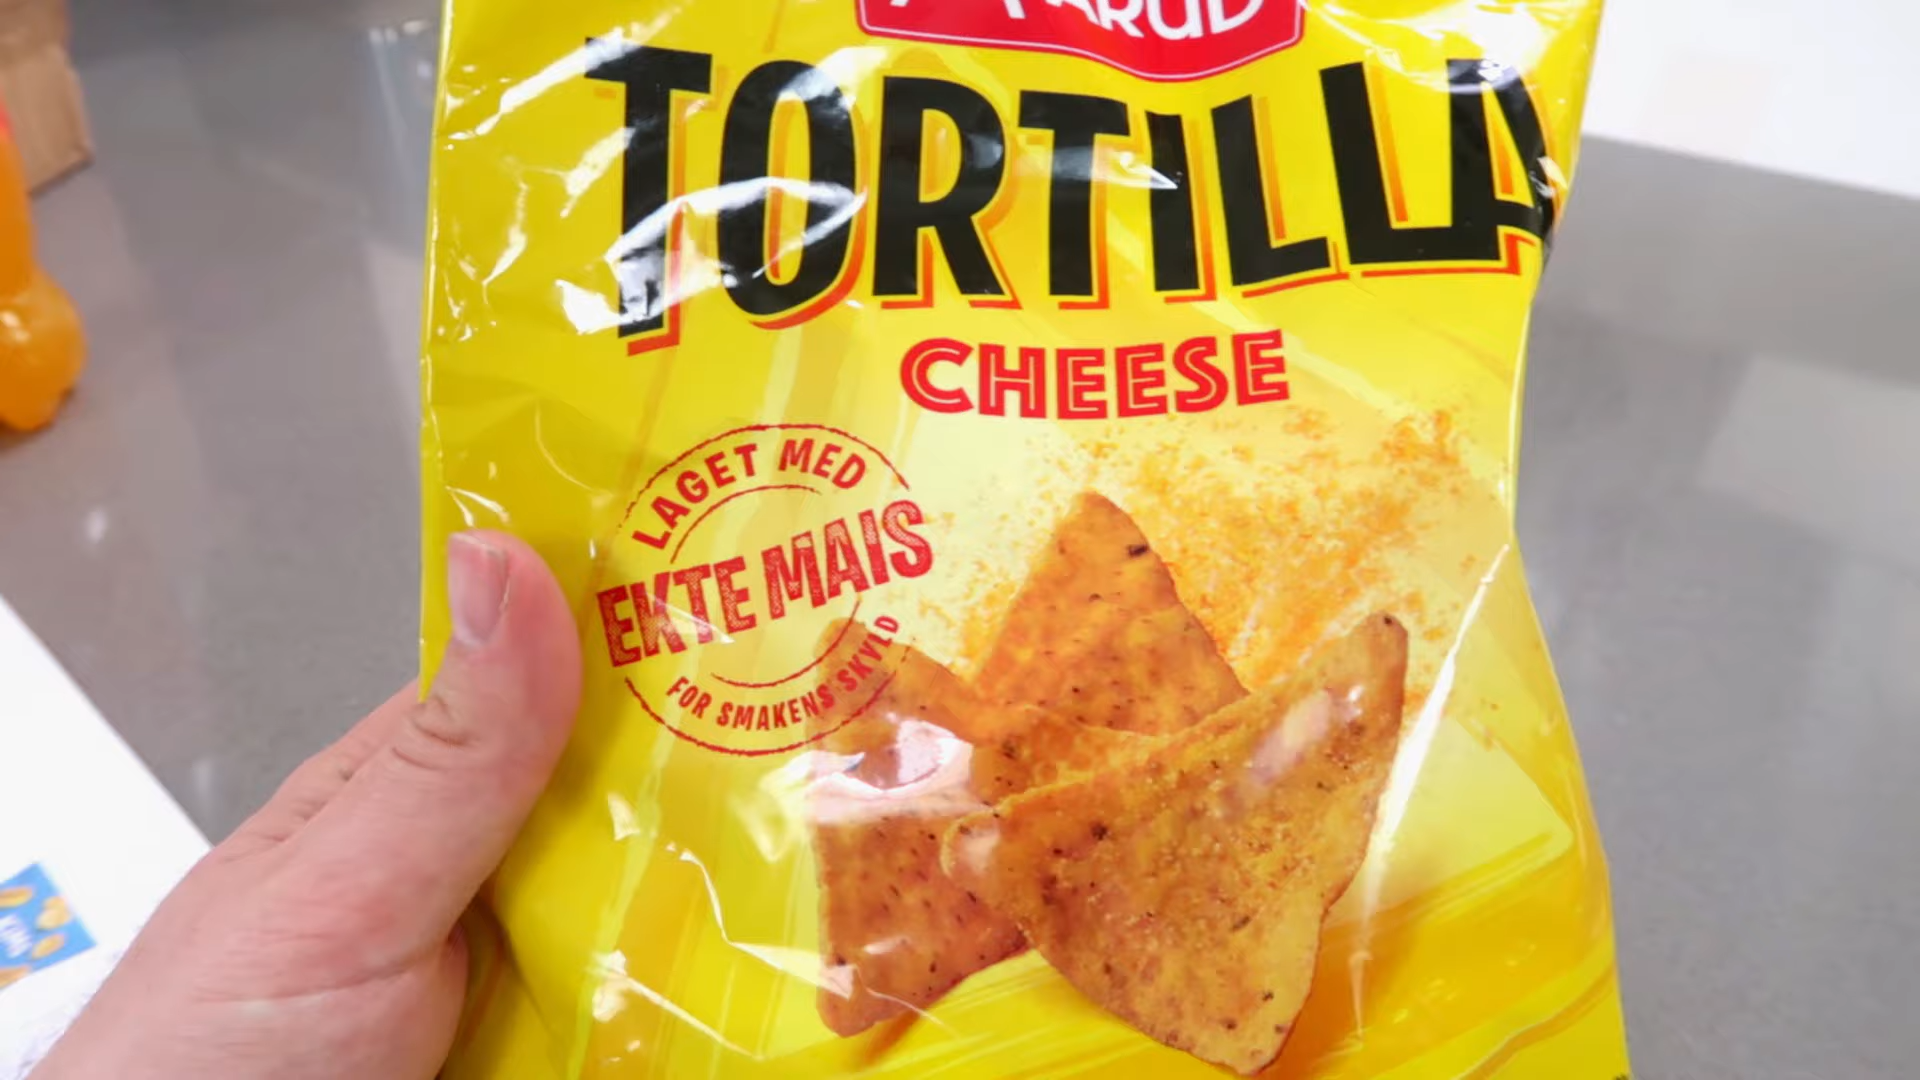 TORTILLA
CHEESE
LAGET MED
EKTE MAIS
FOR SMAKENS SKYLD